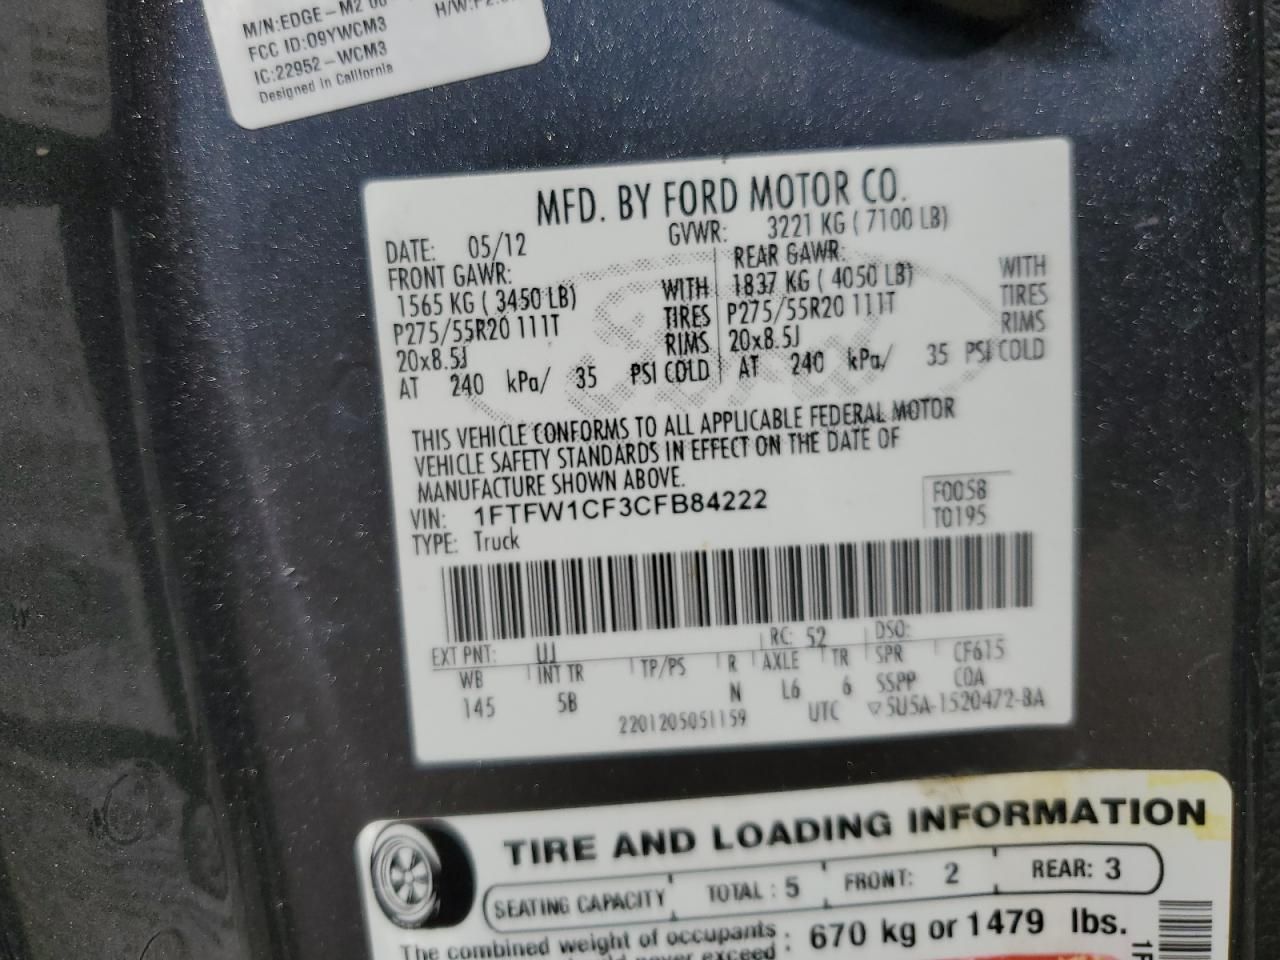 M/N:EDGE-M2
FCC ID:O9YWCM3
IC:22952-WCM3
Designed in California
MFD. BY FORD MOTOR CO.
DATE: 05/12 GVWR: 3221 KG ( 7100 LB)
FRONT GAWR: REAR GAWR:
1565 KG ( 3450 LB) WITH 1837 KG ( 4050 LB) WITH
P275/55R20 111T TIRES P275/55R20 111T TIRES
20x8.5J RIMS 20x8.5J RIMS
AT 240 kPa/ 35 PSI COLD AT 240 kPa/ 35 PSI COLD
THIS VEHICLE CONFORMS TO ALL APPLICABLE FEDERAL MOTOR
VEHICLE SAFETY STANDARDS IN EFFECT ON THE DATE OF
MANUFACTURE SHOWN ABOVE.
VIN: 1FTFW1CF3CFB84222 F0058
TYPE: Truck T0195
EXT PNT: UJ RC: 52 DSO:
WB INT TR TP/PS R AXLE TR SPR CF615
145 5B N L6 6 SSPP COA
2201205051159 UTC ▽5U5A-1520472-BA
TIRE AND LOADING INFORMATION
SEATING CAPACITY TOTAL : 5 FRONT: 2 REAR: 3
The combined weight of occupants : 670 kg or 1479 lbs.